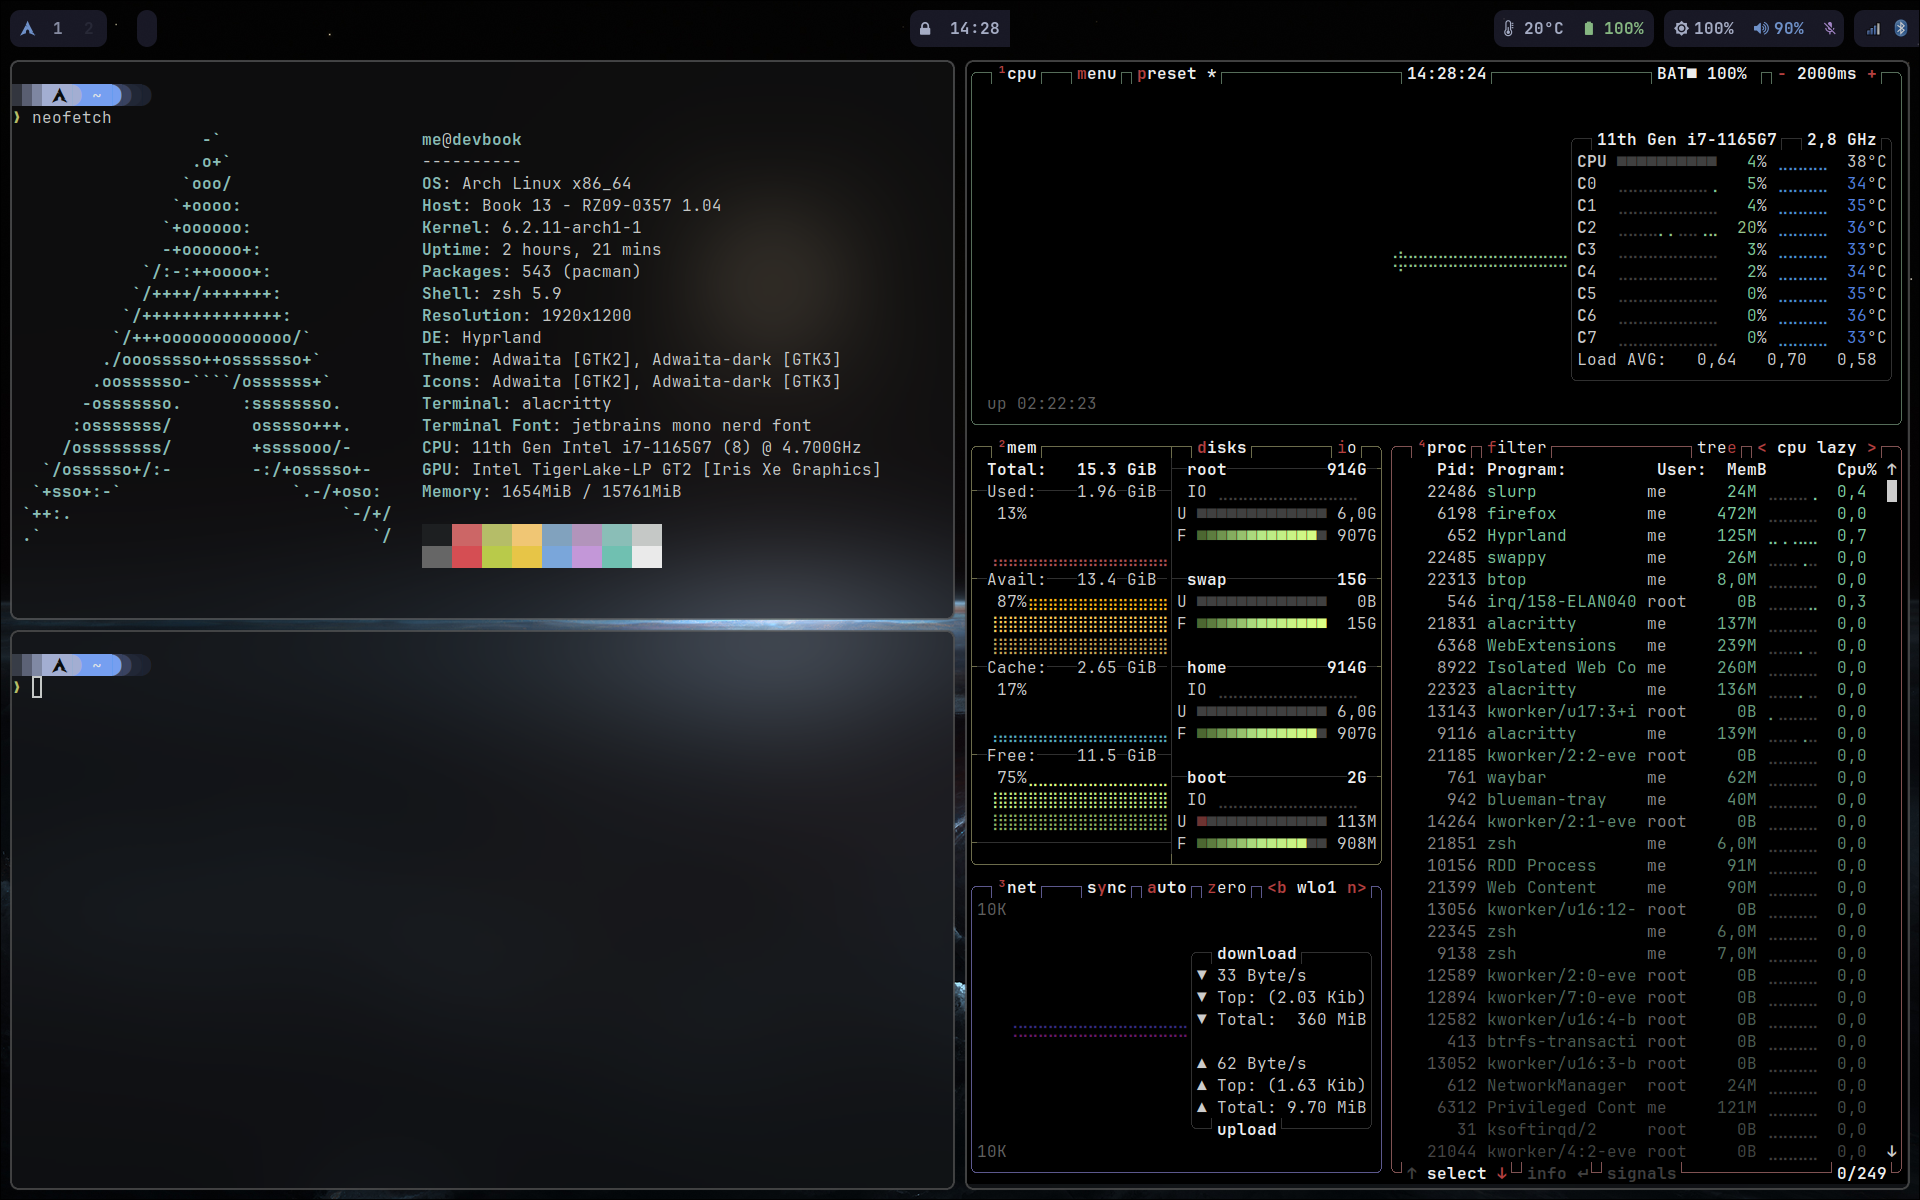 1 2
14:28
20°C 100% 100% 90%
~
❯ neofetch
-`
.o+`
`ooo/
`+oooo:
`+oooooo:
-+oooooo+:
`/:-:++oooo+:
`/++++/+++++++:
`/++++++++++++++:
`/+++ooooooooooooo/`
./ooosssso++osssssso+`
.oossssso-````/ossssss+`
-osssssso. :ssssssso.
:osssssss/ osssso+++.
/ossssssss/ +ssssooo/-
`/ossssso+/:- -:/+osssso+-
`+sso+:-` `.-/+oso:
`++:. `-/+/
.` `/
me@devbook
----------
OS: Arch Linux x86_64
Host: Book 13 - RZ09-0357 1.04
Kernel: 6.2.11-arch1-1
Uptime: 2 hours, 21 mins
Packages: 543 (pacman)
Shell: zsh 5.9
Resolution: 1920x1200
DE: Hyprland
Theme: Adwaita [GTK2], Adwaita-dark [GTK3]
Icons: Adwaita [GTK2], Adwaita-dark [GTK3]
Terminal: alacritty
Terminal Font: jetbrains mono nerd font
CPU: 11th Gen Intel i7-1165G7 (8) @ 4.700GHz
GPU: Intel TigerLake-LP GT2 [Iris Xe Graphics]
Memory: 1654MiB / 15761MiB
~
❯
1cpu menu preset * 14:28:24 BAT■ 100% - 2000ms +
11th Gen i7-1165G7 2,8 GHz
CPU 4% 38°C
C0 5% 34°C
C1 4% 35°C
C2 20% 36°C
C3 3% 33°C
C4 2% 34°C
C5 0% 35°C
C6 0% 36°C
C7 0% 33°C
Load AVG: 0,64 0,70 0,58
up 02:22:23
2mem
Total: 15.3 GiB
Used: 1.96 GiB
13%
Avail: 13.4 GiB
87%
Cache: 2.65 GiB
17%
Free: 11.5 GiB
75%
disks io
root 914G
IO
U 6,0G
F 907G
swap 15G
U 0B
F 15G
home 914G
IO
U 6,0G
F 907G
boot 2G
IO
U 113M
F 908M
3net sync auto zero <b wlo1 n>
10K
download
▼ 33 Byte/s
▼ Top: (2.03 Kib)
▼ Total: 360 MiB
▲ 62 Byte/s
▲ Top: (1.63 Kib)
▲ Total: 9.70 MiB
upload
10K
4proc filter tree < cpu lazy >
Pid: Program: User: MemB Cpu% ↑
22486 slurp me 24M 0,4
6198 firefox me 472M 0,0
652 Hyprland me 125M 0,7
22485 swappy me 26M 0,0
22313 btop me 8,0M 0,0
546 irq/158-ELAN040 root 0B 0,3
21831 alacritty me 137M 0,0
6368 WebExtensions me 239M 0,0
8922 Isolated Web Co me 260M 0,0
22323 alacritty me 136M 0,0
13143 kworker/u17:3+i root 0B 0,0
9116 alacritty me 139M 0,0
21185 kworker/2:2-eve root 0B 0,0
761 waybar me 62M 0,0
942 blueman-tray me 40M 0,0
14264 kworker/2:1-eve root 0B 0,0
21851 zsh me 6,0M 0,0
10156 RDD Process me 91M 0,0
21399 Web Content me 90M 0,0
13056 kworker/u16:12- root 0B 0,0
22345 zsh me 6,0M 0,0
9138 zsh me 7,0M 0,0
12589 kworker/2:0-eve root 0B 0,0
12894 kworker/7:0-eve root 0B 0,0
12582 kworker/u16:4-b root 0B 0,0
413 btrfs-transacti root 0B 0,0
13052 kworker/u16:3-b root 0B 0,0
612 NetworkManager root 24M 0,0
6312 Privileged Cont me 121M 0,0
31 ksoftirqd/2 root 0B 0,0
21044 kworker/4:2-eve root 0B 0,0 ↓
↑ select ↓ info ↵ signals 0/249